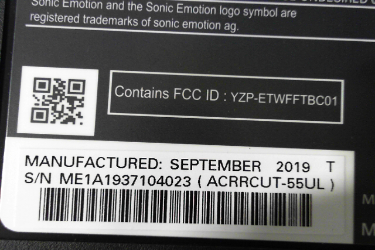 Sonic Emotion and the Sonic Emotion logo symbol are
registered trademarks of sonic emotion ag.
Contains FCC ID : YZP-ETWFFTBC01
MANUFACTURED: SEPTEMBER 2019 T
S/N ME1A1937104023 ( ACRRCUT-55UL )